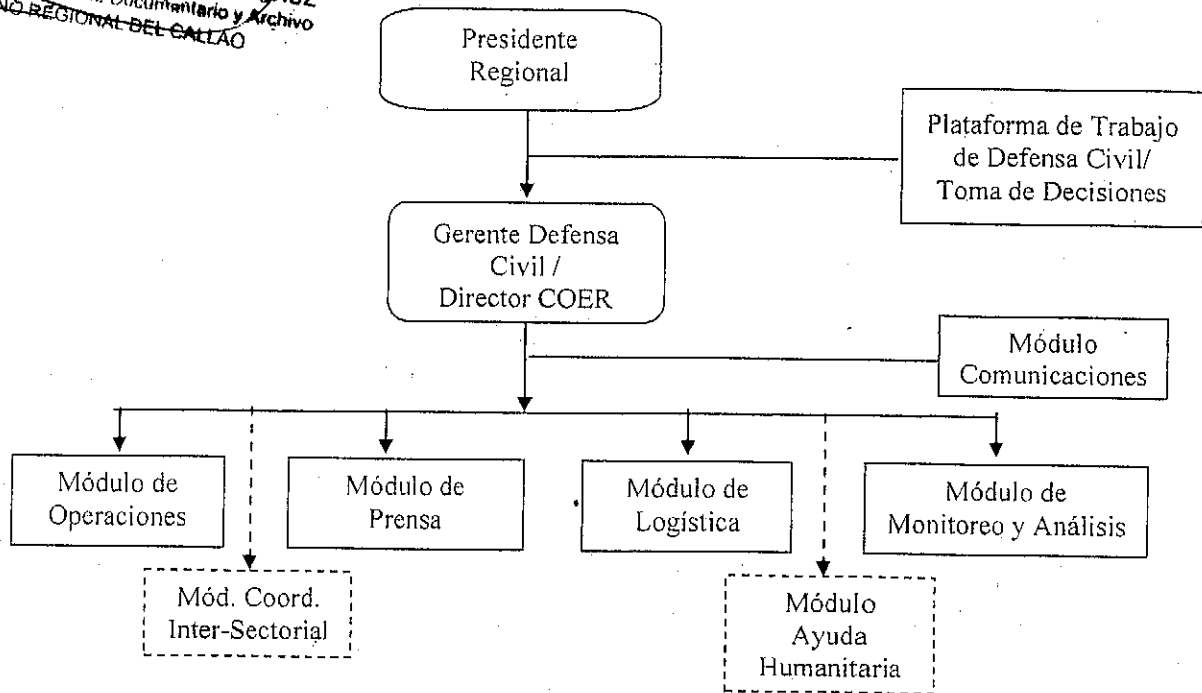 Documentario y Archivo
REGIONAL DEL CALLAO
Presidente
Regional
Plataforma de Trabajo
de Defensa Civil/
Toma de Decisiones
Gerente Defensa
Civil /
Director COER
Módulo
Comunicaciones
Módulo de
Operaciones
Módulo de
Prensa
Módulo de
Logística
Módulo de
Monitoreo y Análisis
Mód. Coord.
Inter-Sectorial
Módulo
Ayuda
Humanitaria